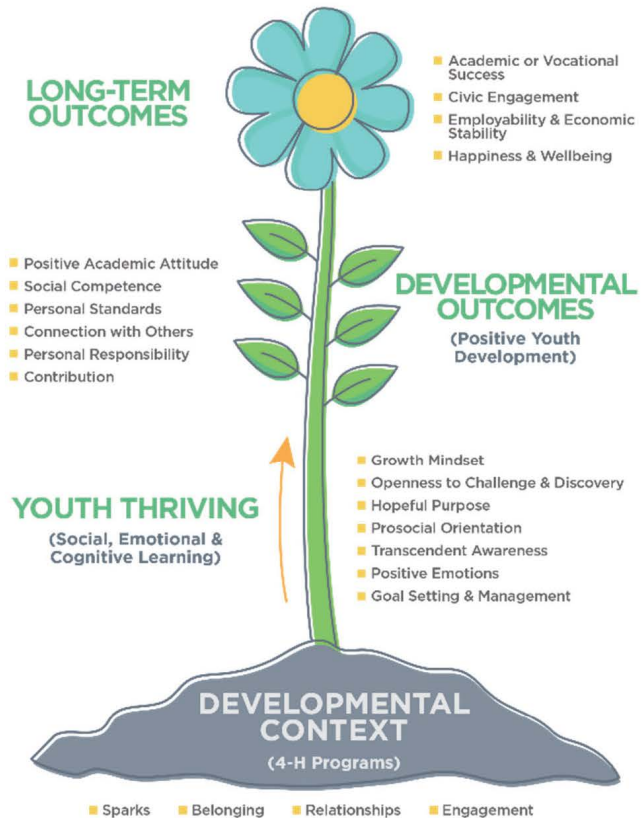 LONG-TERM
OUTCOMES
Academic or Vocational
Success
Civic Engagement
Employability & Economic
Stability
Happiness & Wellbeing
Positive Academic Attitude
Social Competence
Personal Standards
Connection with Others
Personal Responsibility
Contribution
DEVELOPMENTAL
OUTCOMES
(Positive Youth
Development)
YOUTH THRIVING
(Social, Emotional &
Cognitive Learning)
Growth Mindset
Openness to Challenge & Discovery
Hopeful Purpose
Prosocial Orientation
Transcendent Awareness
Positive Emotions
Goal Setting & Management
DEVELOPMENTAL
CONTEXT
(4-H Programs)
Sparks Belonging Relationships Engagement